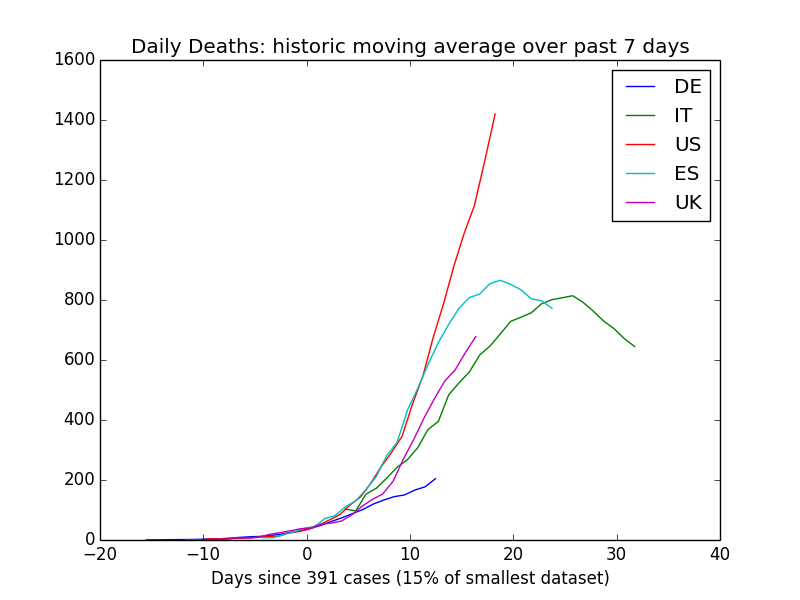 Daily Deaths: historic moving average over past 7 days
1600
1400
1200
1000
800
600
400
200
0
−20
−10
0
10
20
30
40
DE
IT
US
ES
UK
Days since 391 cases (15% of smallest dataset)